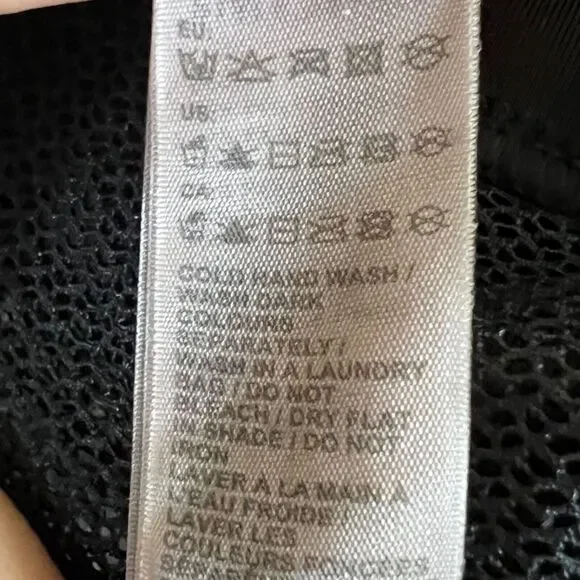 EU:
US:
CA:
COLD HAND WASH /
WASH DARK
COLOURS
SEPARATELY /
WASH IN A LAUNDRY
BAG / DO NOT
BLEACH / DRY FLAT
IN SHADE / DO NOT
IRON
LAVER A LA MAIN A
L'EAU FROIDE /
LAVER LES
COULEURS FONCEES